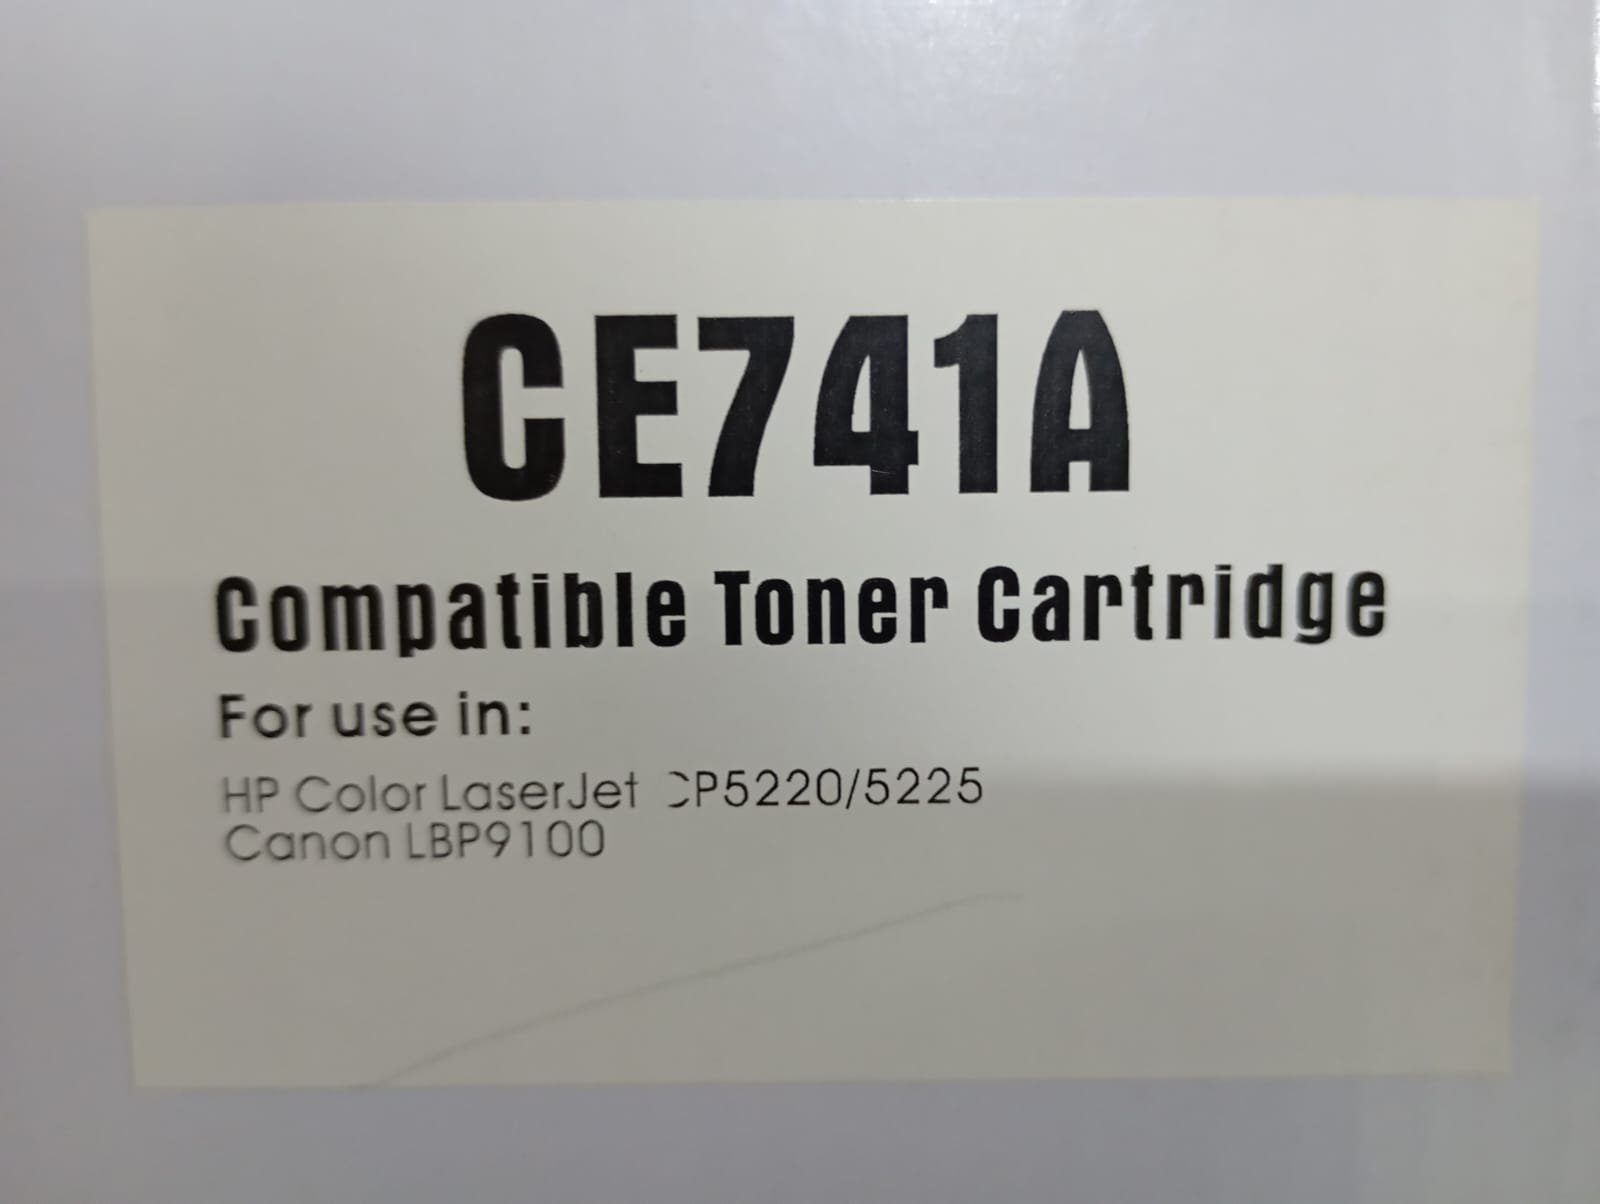 CE741A
Compatible Toner Cartridge
For use in:
HP Color LaserJet CP5220/5225
Canon LBP9100